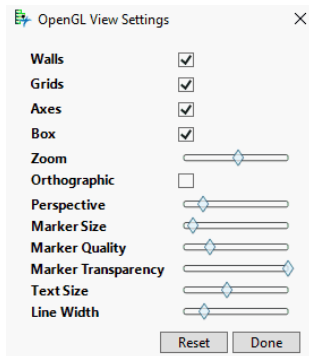 OpenGL View Settings
Walls
Grids
Axes
Box
Zoom
Orthographic
Perspective
Marker Size
Marker Quality
Marker Transparency
Text Size
Line Width
Reset Done